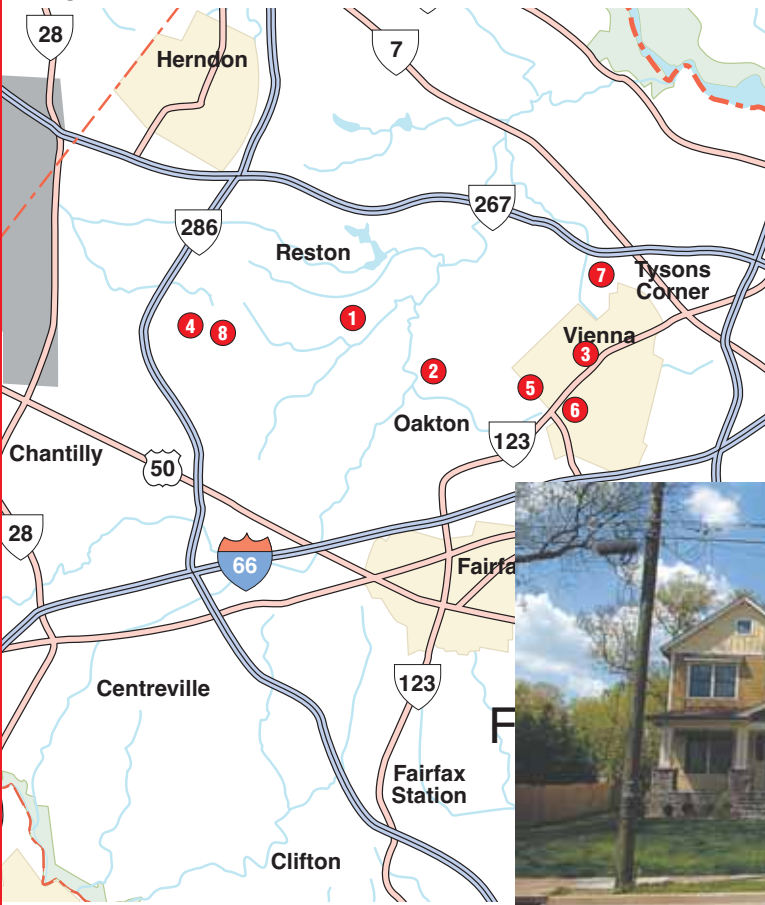 28
7
Herndon
267
286
Reston
7
Tysons
Corner
1
4
8
Vienna
3
2
5
6
Oakton
123
Chantilly
50
28
66
Centreville
123
Fairfax
Station
Clifton